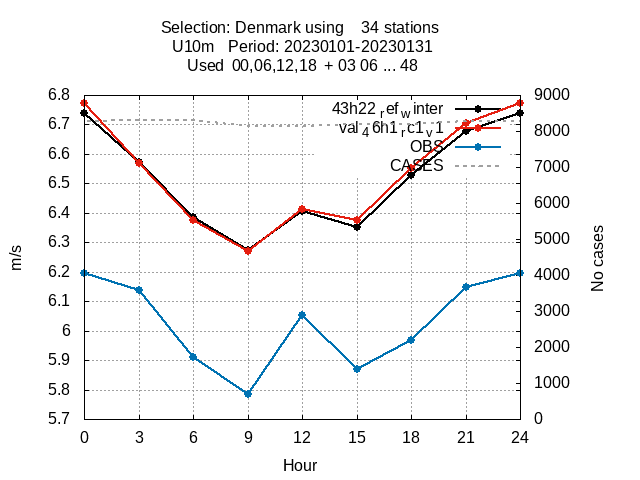 Selection: Denmark using    34 stations
U10m   Period: 20230101-20230131
Used  00,06,12,18  + 03 06 ... 48
6.8
6.7
6.6
6.5
6.4
6.3
6.2
6.1
6
5.9
5.8
5.7
m/s
43h22_ref_winter
val_46h1_rc1_v1
OBS
CASES
9000
8000
7000
6000
5000
4000
3000
2000
1000
0
No cases
0 3 6 9 12 15 18 21 24
Hour